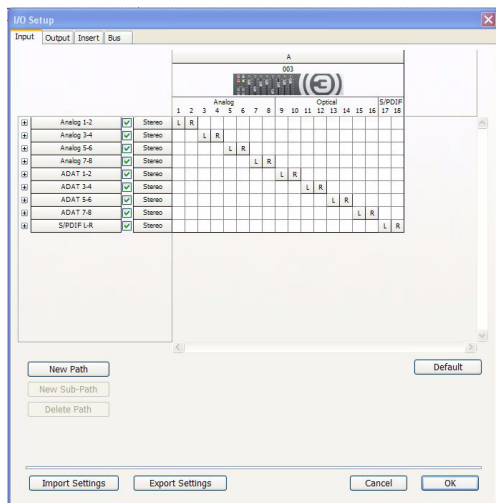 I/O Setup
Input Output Insert Bus
A
003
Analog Optical S/PDIF
1 2 3 4 5 6 7 8 9 10 11 12 13 14 15 16 17 18
Analog 1-2 Stereo L R
Analog 3-4 Stereo L R
Analog 5-6 Stereo L R
Analog 7-8 Stereo L R
ADAT 1-2 Stereo L R
ADAT 3-4 Stereo L R
ADAT 5-6 Stereo L R
ADAT 7-8 Stereo L R
S/PDIF L-R Stereo L R
New Path Default
New Sub-Path
Delete Path
Import Settings Export Settings Cancel OK